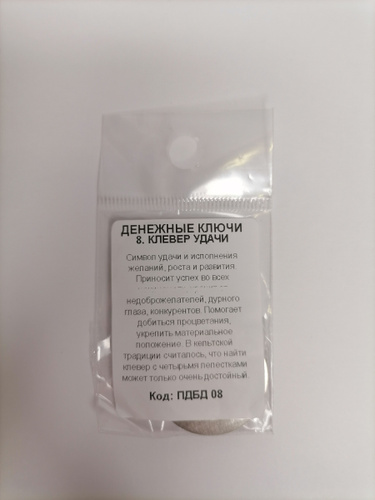 ДЕНЕЖНЫЕ КЛЮЧИ
8. КЛЕВЕР УДАЧИ
Символ удачи и исполнения
желаний, роста и развития
Приносит успех во всех
недоброжелателей, дурного
глаза, конкурентов. Помогает
добиться процветания,
укрепить материальное
положение. В кельтской
традиции считалось, что найти
клевер с четырьмя лепестками
может только очень достойный.
Код: ПДБД 08